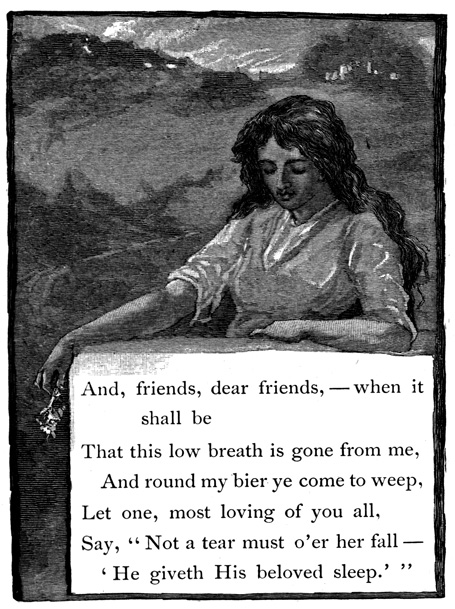 And, friends, dear friends, — when it
shall be
That this low breath is gone from me,
And round my bier ye come to weep,
Let one, most loving of you all,
Say, “ Not a tear must o’er her fall —
‘ He giveth His beloved sleep.’ ”